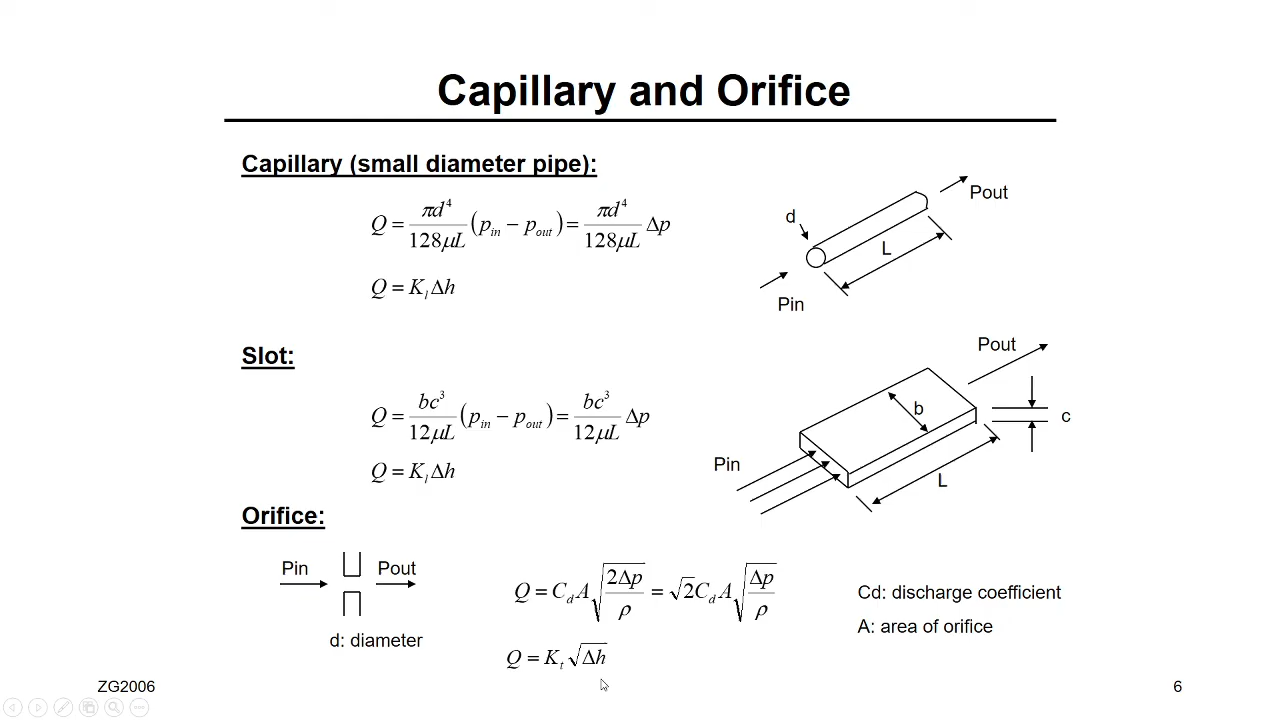 Capillary and Orifice
Capillary (small diameter pipe):
Q = πd⁴/128μL (p_in − p_out) = πd⁴/128μL Δp
Q = K_l Δh
d
L
Pin
Pout
Slot:
Q = bc³/12μL (p_in − p_out) = bc³/12μL Δp
Q = K_l Δh
Pin
Pout
b
c
L
Orifice:
Pin
Pout
d: diameter
Q = C_d A √(2Δp/ρ) = √2 C_d A √(Δp/ρ)
Q = K_t √Δh
Cd: discharge coefficient
A: area of orifice
ZG2006
6